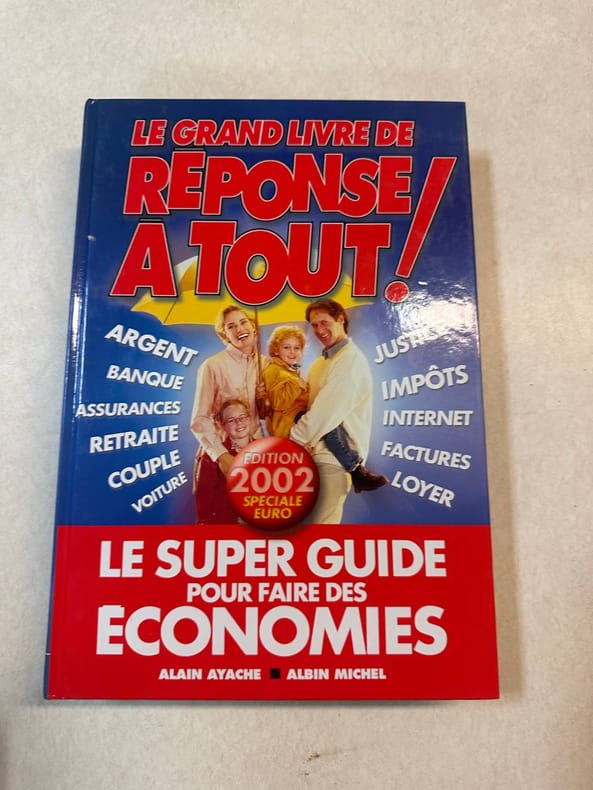 LE GRAND LIVRE DE
RÉPONSE
À TOUT!
ARGENT
BANQUE
ASSURANCES
RETRAITE
COUPLE
VOITURE
IMPÔTS
INTERNET
FACTURES
LOYER
EDITION
2002
SPECIALE
EURO
LE SUPER GUIDE
POUR FAIRE DES
ÉCONOMIES
ALAIN AYACHE ■ ALBIN MICHEL